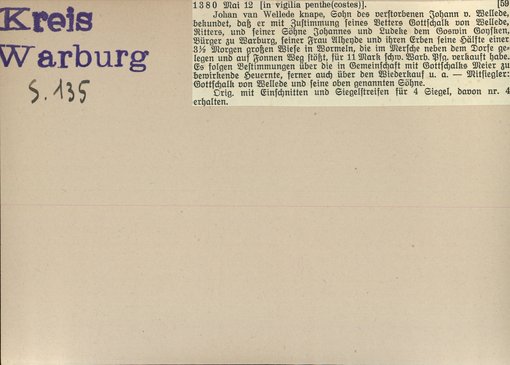 Kreis
Warburg
S. 135
1380 Mai 12 [in vigilia penthe(costes)]. [59
Johan van Wellede knape, Sohn des verstorbenen Johann v. Wellede,
bekundet, daß er mit Zustimmung seines Vetters Gottschalk von Wellede,
Ritters, und seiner Söhne Johannes und Ludeke dem Goswin Goysken,
Bürger zu Warburg, seiner Frau Alheyde und ihren Erben seine Hälfte einer
3½ Morgen großen Wiese in Wormeln, die im Mersche neben dem Dorfe ge-
legen und auf Fonnen Weg stößt, für 11 Mark schw. Warb. Pfg. verkauft habe.
Es folgen Bestimmungen über die in Gemeinschaft mit Gottschalks Meier zu
bewirkende Heuernte, ferner auch über den Wiederkauf u. a. — Mitsiegler:
Gottschalk von Wellede und seine oben genannten Söhne.
Orig. mit Einschnitten und Siegelstreifen für 4 Siegel, davon nr. 4
erhalten.